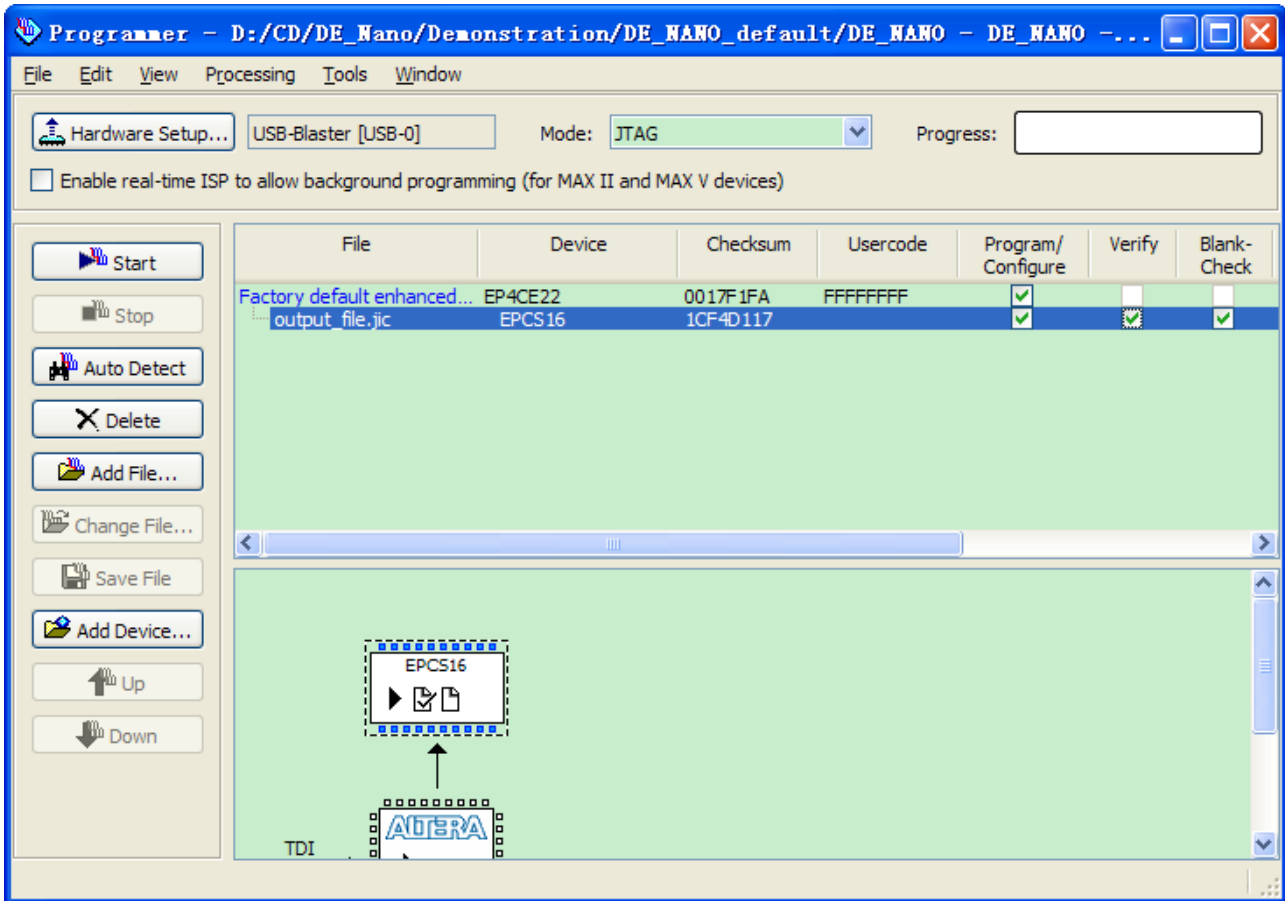 Programmer - D:/CD/DE_Nano/Demonstration/DE_NANO_default/DE_NANO - DE_NANO -...
File Edit View Processing Tools Window
Hardware Setup... USB-Blaster [USB-0] Mode: JTAG Progress:
Enable real-time ISP to allow background programming (for MAX II and MAX V devices)
Start
Stop
Auto Detect
Delete
Add File...
Change File...
Save File
Add Device...
Up
Down
File Device Checksum Usercode Program/ Configure Verify Blank- Check
Factory default enhanced... EP4CE22 0017F1FA FFFFFFFF
output_file.jic EPCS16 1CF4D117
EPCS16
ALTERA
TDI